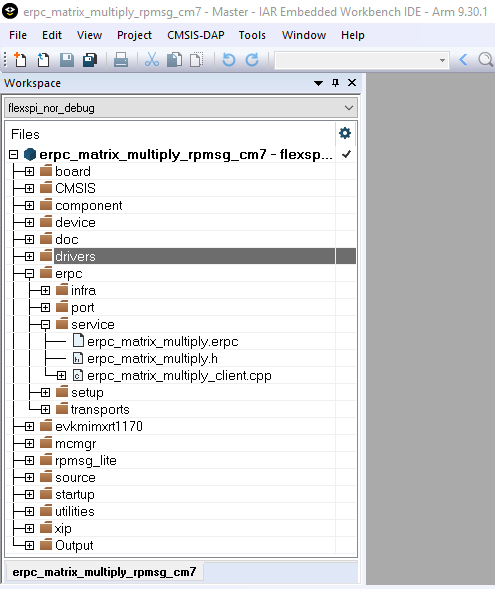 erpc_matrix_multiply_rpmsg_cm7 - Master - IAR Embedded Workbench IDE - Arm 9.30.1
File Edit View Project CMSIS-DAP Tools Window Help
Workspace
flexspi_nor_debug
Files
erpc_matrix_multiply_rpmsg_cm7 - flexsp...
board
CMSIS
component
device
doc
drivers
erpc
infra
port
service
erpc_matrix_multiply.erpc
erpc_matrix_multiply.h
erpc_matrix_multiply_client.cpp
setup
transports
evkmimxrt1170
mcmgr
rpmsg_lite
source
startup
utilities
xip
Output
erpc_matrix_multiply_rpmsg_cm7